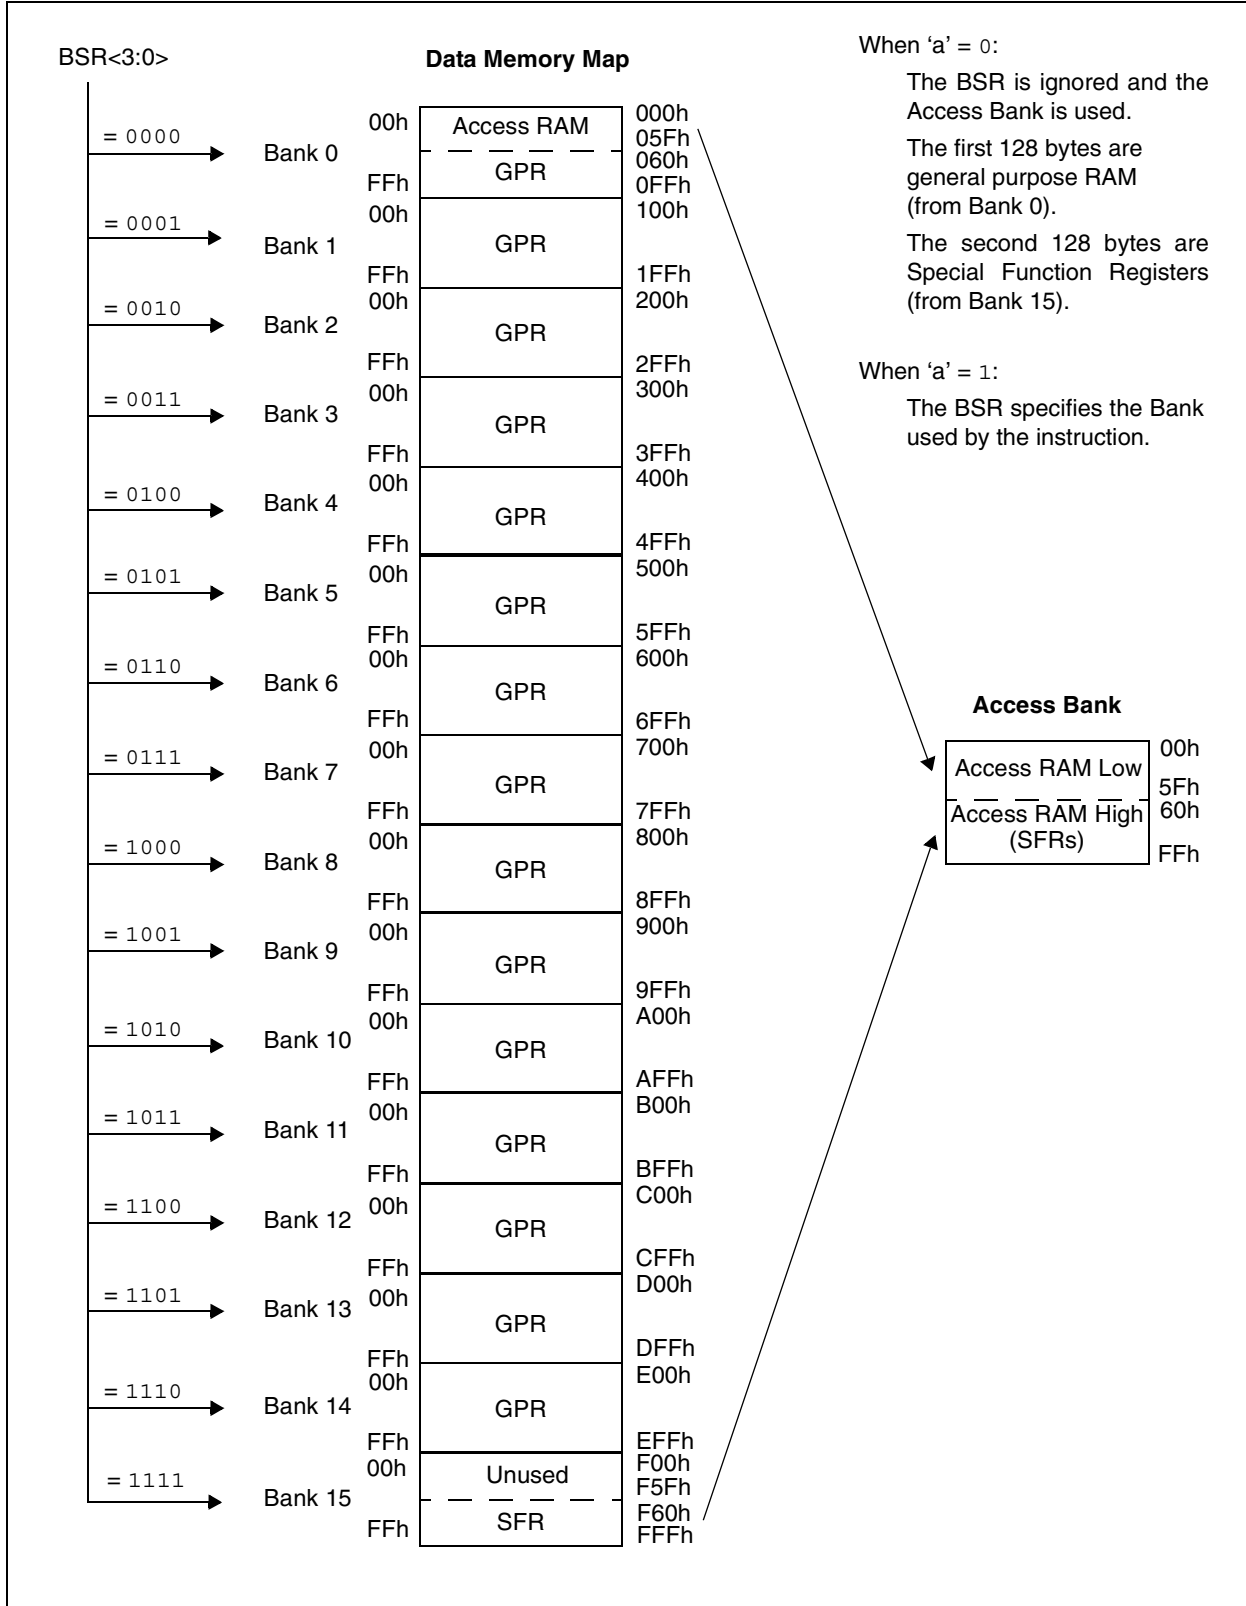 BSR<3:0>
Data Memory Map
When ‘a’ = 0:
The BSR is ignored and the
Access Bank is used.
The first 128 bytes are
general purpose RAM
(from Bank 0).
The second 128 bytes are
Special Function Registers
(from Bank 15).
When ‘a’ = 1:
The BSR specifies the Bank
used by the instruction.
= 0000
Bank 0
00h
FFh
Access RAM
GPR
000h
05Fh
060h
0FFh
= 0001
Bank 1
00h
FFh
GPR
100h
1FFh
= 0010
Bank 2
00h
FFh
GPR
200h
2FFh
= 0011
Bank 3
00h
FFh
GPR
300h
3FFh
= 0100
Bank 4
00h
FFh
GPR
400h
4FFh
= 0101
Bank 5
00h
FFh
GPR
500h
5FFh
= 0110
Bank 6
00h
FFh
GPR
600h
6FFh
= 0111
Bank 7
00h
FFh
GPR
700h
7FFh
= 1000
Bank 8
00h
FFh
GPR
800h
8FFh
= 1001
Bank 9
00h
FFh
GPR
900h
9FFh
= 1010
Bank 10
00h
FFh
GPR
A00h
AFFh
= 1011
Bank 11
00h
FFh
GPR
B00h
BFFh
= 1100
Bank 12
00h
FFh
GPR
C00h
CFFh
= 1101
Bank 13
00h
FFh
GPR
D00h
DFFh
= 1110
Bank 14
00h
FFh
GPR
E00h
EFFh
= 1111
Bank 15
00h
FFh
Unused
SFR
F00h
F5Fh
F60h
FFFh
Access Bank
Access RAM Low
Access RAM High
(SFRs)
00h
5Fh
60h
FFh